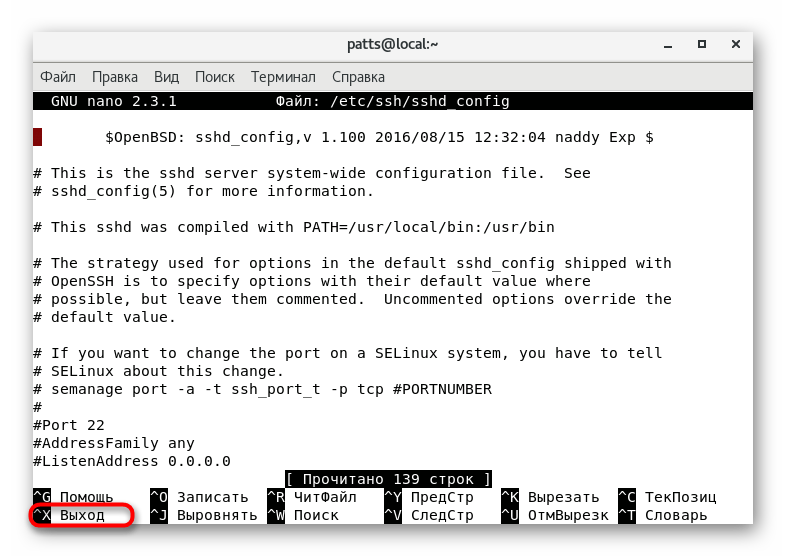 patts@local:~
Файл Правка Вид Поиск Терминал Справка
GNU nano 2.3.1 Файл: /etc/ssh/sshd_config
$OpenBSD: sshd_config,v 1.100 2016/08/15 12:32:04 naddy Exp $
# This is the sshd server system-wide configuration file. See
# sshd_config(5) for more information.
# This sshd was compiled with PATH=/usr/local/bin:/usr/bin
# The strategy used for options in the default sshd_config shipped with
# OpenSSH is to specify options with their default value where
# possible, but leave them commented. Uncommented options override the
# default value.
# If you want to change the port on a SELinux system, you have to tell
# SELinux about this change.
# semanage port -a -t ssh_port_t -p tcp #PORTNUMBER
#
#Port 22
#AddressFamily any
#ListenAddress 0.0.0.0
[ Прочитано 139 строк ]
^G Помощь ^O Записать ^R ЧитФайл ^Y ПредСтр ^K Вырезать ^C ТекПозиц
^X Выход ^J Выровнять ^W Поиск ^V СледСтр ^U ОтмВырезк ^T Словарь